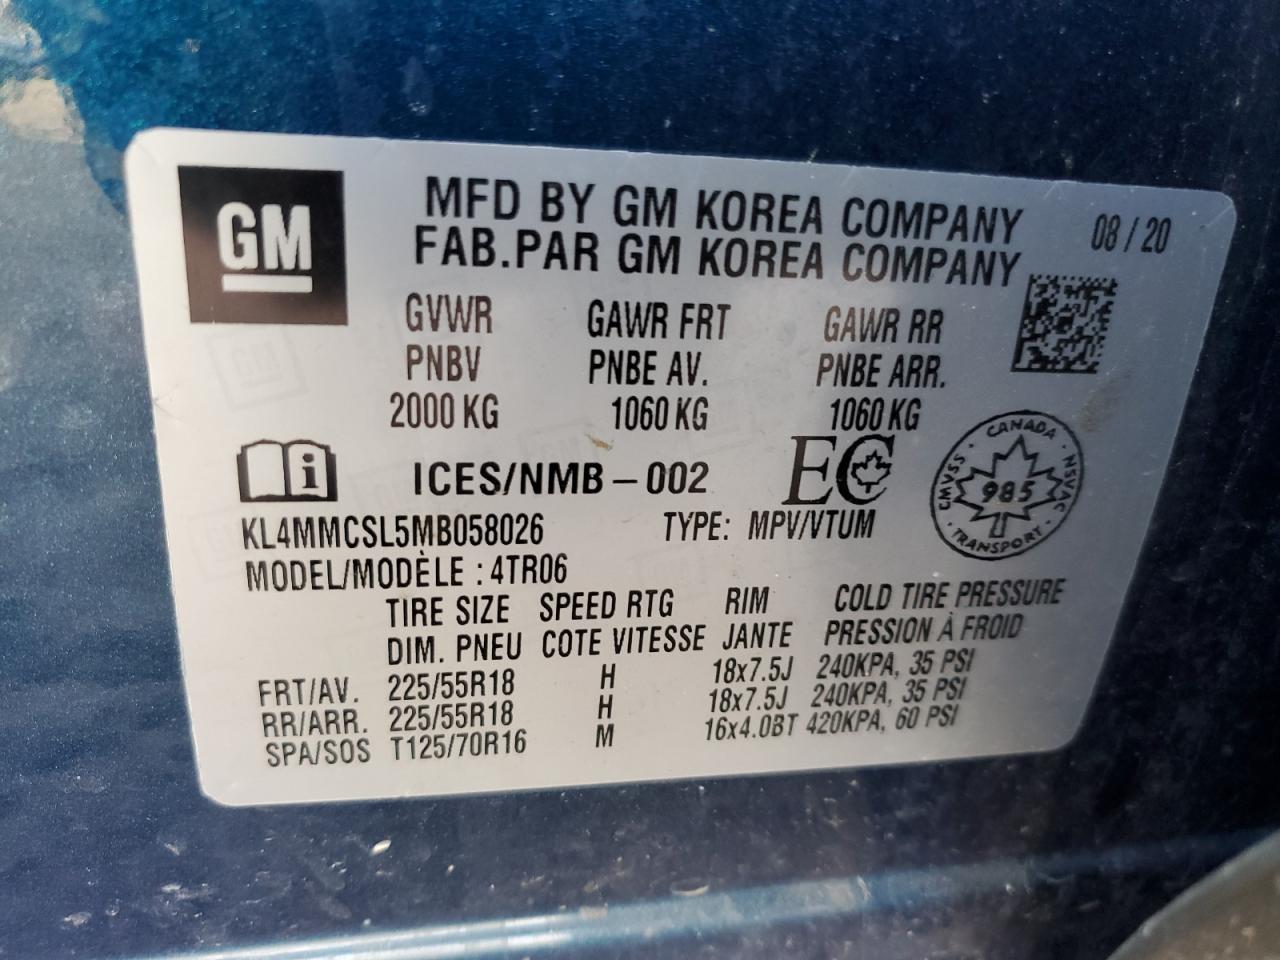 GM
MFD BY GM KOREA COMPANY 08 / 20
FAB.PAR GM KOREA COMPANY
GVWR GAWR FRT GAWR RR
PNBV PNBE AV. PNBE ARR.
2000 KG 1060 KG 1060 KG
i ICES/NMB – 002 EC
CANADA
CMVSS 985 NSVAC
TRANSPORT
KL4MMCSL5MB058026 TYPE: MPV/VTUM
MODEL/MODÈLE : 4TR06
TIRE SIZE SPEED RTG RIM COLD TIRE PRESSURE
DIM. PNEU COTE VITESSE JANTE PRESSION À FROID
FRT/AV. 225/55R18 H 18x7.5J 240KPA, 35 PSI
RR/ARR. 225/55R18 H 18x7.5J 240KPA, 35 PSI
SPA/SOS T125/70R16 M 16x4.0BT 420KPA, 60 PSI